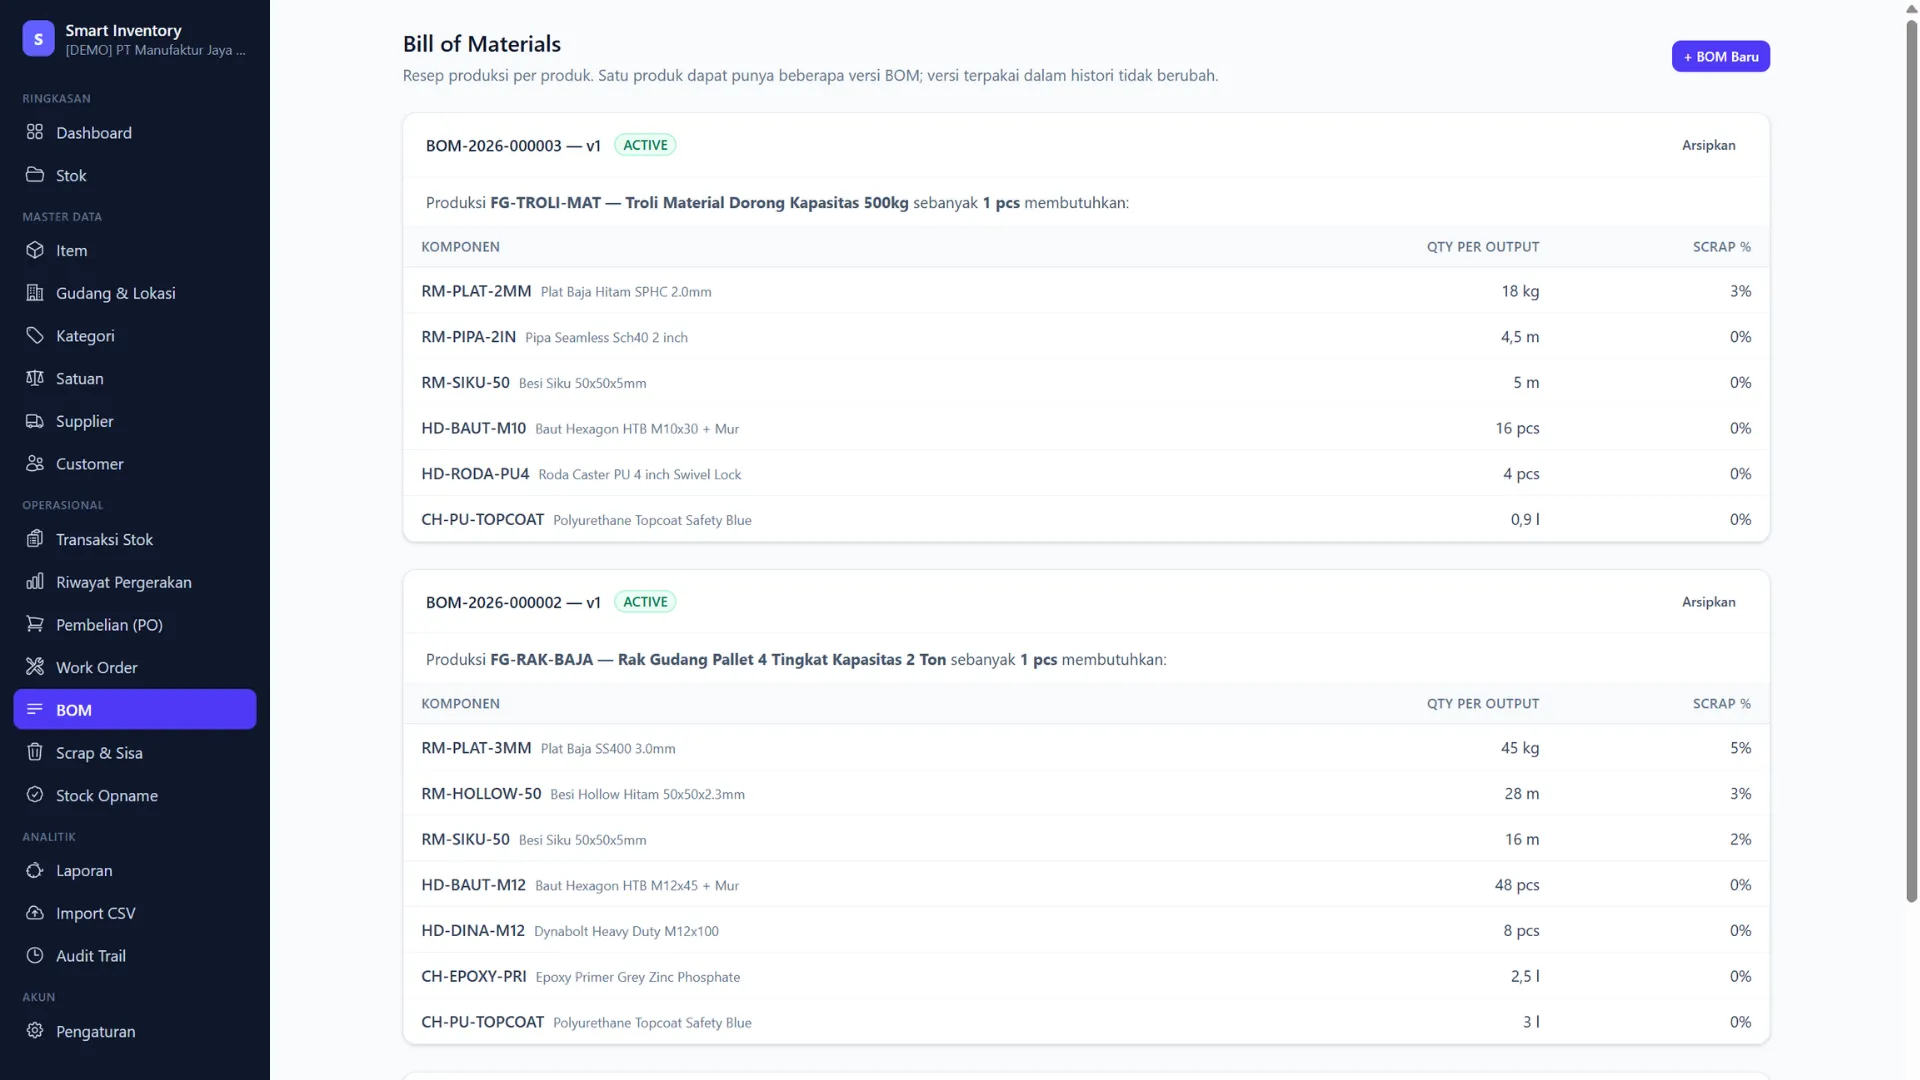 S
Smart Inventory
[DEMO] PT Manufaktur Jaya ...
RINGKASAN
Dashboard
Stok
MASTER DATA
Item
Gudang & Lokasi
Kategori
Satuan
Supplier
Customer
OPERASIONAL
Transaksi Stok
Riwayat Pergerakan
Pembelian (PO)
Work Order
BOM
Scrap & Sisa
Stock Opname
ANALITIK
Laporan
Import CSV
Audit Trail
AKUN
Pengaturan
Bill of Materials
Resep produksi per produk. Satu produk dapat punya beberapa versi BOM; versi terpakai dalam histori tidak berubah.
+ BOM Baru
BOM-2026-000003 — v1 ACTIVE Arsipkan
Produksi FG-TROLI-MAT — Troli Material Dorong Kapasitas 500kg sebanyak 1 pcs membutuhkan:
KOMPONEN QTY PER OUTPUT SCRAP %
RM-PLAT-2MM Plat Baja Hitam SPHC 2.0mm 18 kg 3%
RM-PIPA-2IN Pipa Seamless Sch40 2 inch 4,5 m 0%
RM-SIKU-50 Besi Siku 50x50x5mm 5 m 0%
HD-BAUT-M10 Baut Hexagon HTB M10x30 + Mur 16 pcs 0%
HD-RODA-PU4 Roda Caster PU 4 inch Swivel Lock 4 pcs 0%
CH-PU-TOPCOAT Polyurethane Topcoat Safety Blue 0,9 l 0%
BOM-2026-000002 — v1 ACTIVE Arsipkan
Produksi FG-RAK-BAJA — Rak Gudang Pallet 4 Tingkat Kapasitas 2 Ton sebanyak 1 pcs membutuhkan:
KOMPONEN QTY PER OUTPUT SCRAP %
RM-PLAT-3MM Plat Baja SS400 3.0mm 45 kg 5%
RM-HOLLOW-50 Besi Hollow Hitam 50x50x2.3mm 28 m 3%
RM-SIKU-50 Besi Siku 50x50x5mm 16 m 2%
HD-BAUT-M12 Baut Hexagon HTB M12x45 + Mur 48 pcs 0%
HD-DINA-M12 Dynabolt Heavy Duty M12x100 8 pcs 0%
CH-EPOXY-PRI Epoxy Primer Grey Zinc Phosphate 2,5 l 0%
CH-PU-TOPCOAT Polyurethane Topcoat Safety Blue 3 l 0%